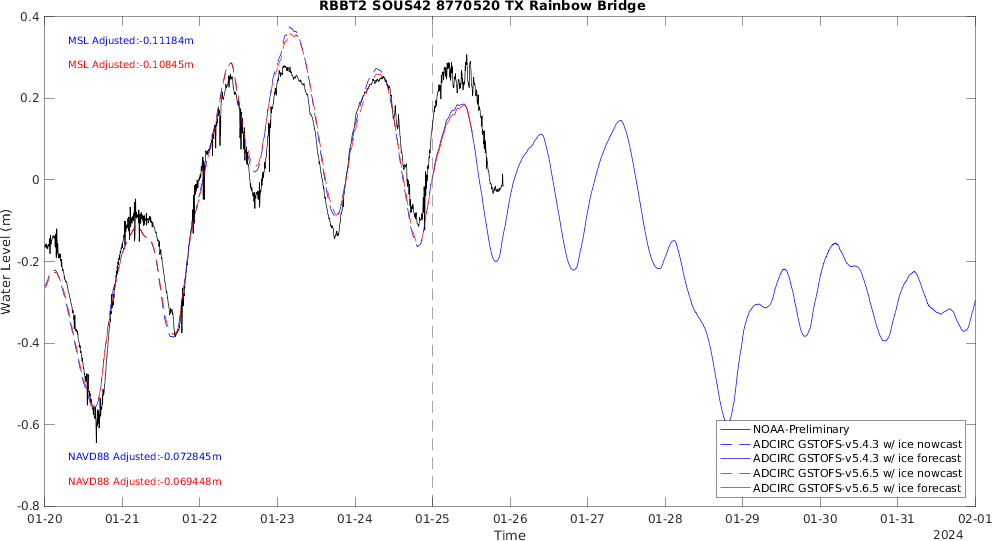 RBBT2 SOUS42 8770520 TX Rainbow Bridge
MSL Adjusted:-0.11184m
MSL Adjusted:-0.10845m
NAVD88 Adjusted:-0.072845m
NAVD88 Adjusted:-0.069448m
Water Level (m)
0.4
0.2
0
-0.2
-0.4
-0.6
-0.8
NOAA-Preliminary
ADCIRC GSTOFS-v5.4.3 w/ ice nowcast
ADCIRC GSTOFS-v5.4.3 w/ ice forecast
ADCIRC GSTOFS-v5.6.5 w/ ice nowcast
ADCIRC GSTOFS-v5.6.5 w/ ice forecast
01-20 01-21 01-22 01-23 01-24 01-25 01-26 01-27 01-28 01-29 01-30 01-31 02-01
Time
2024